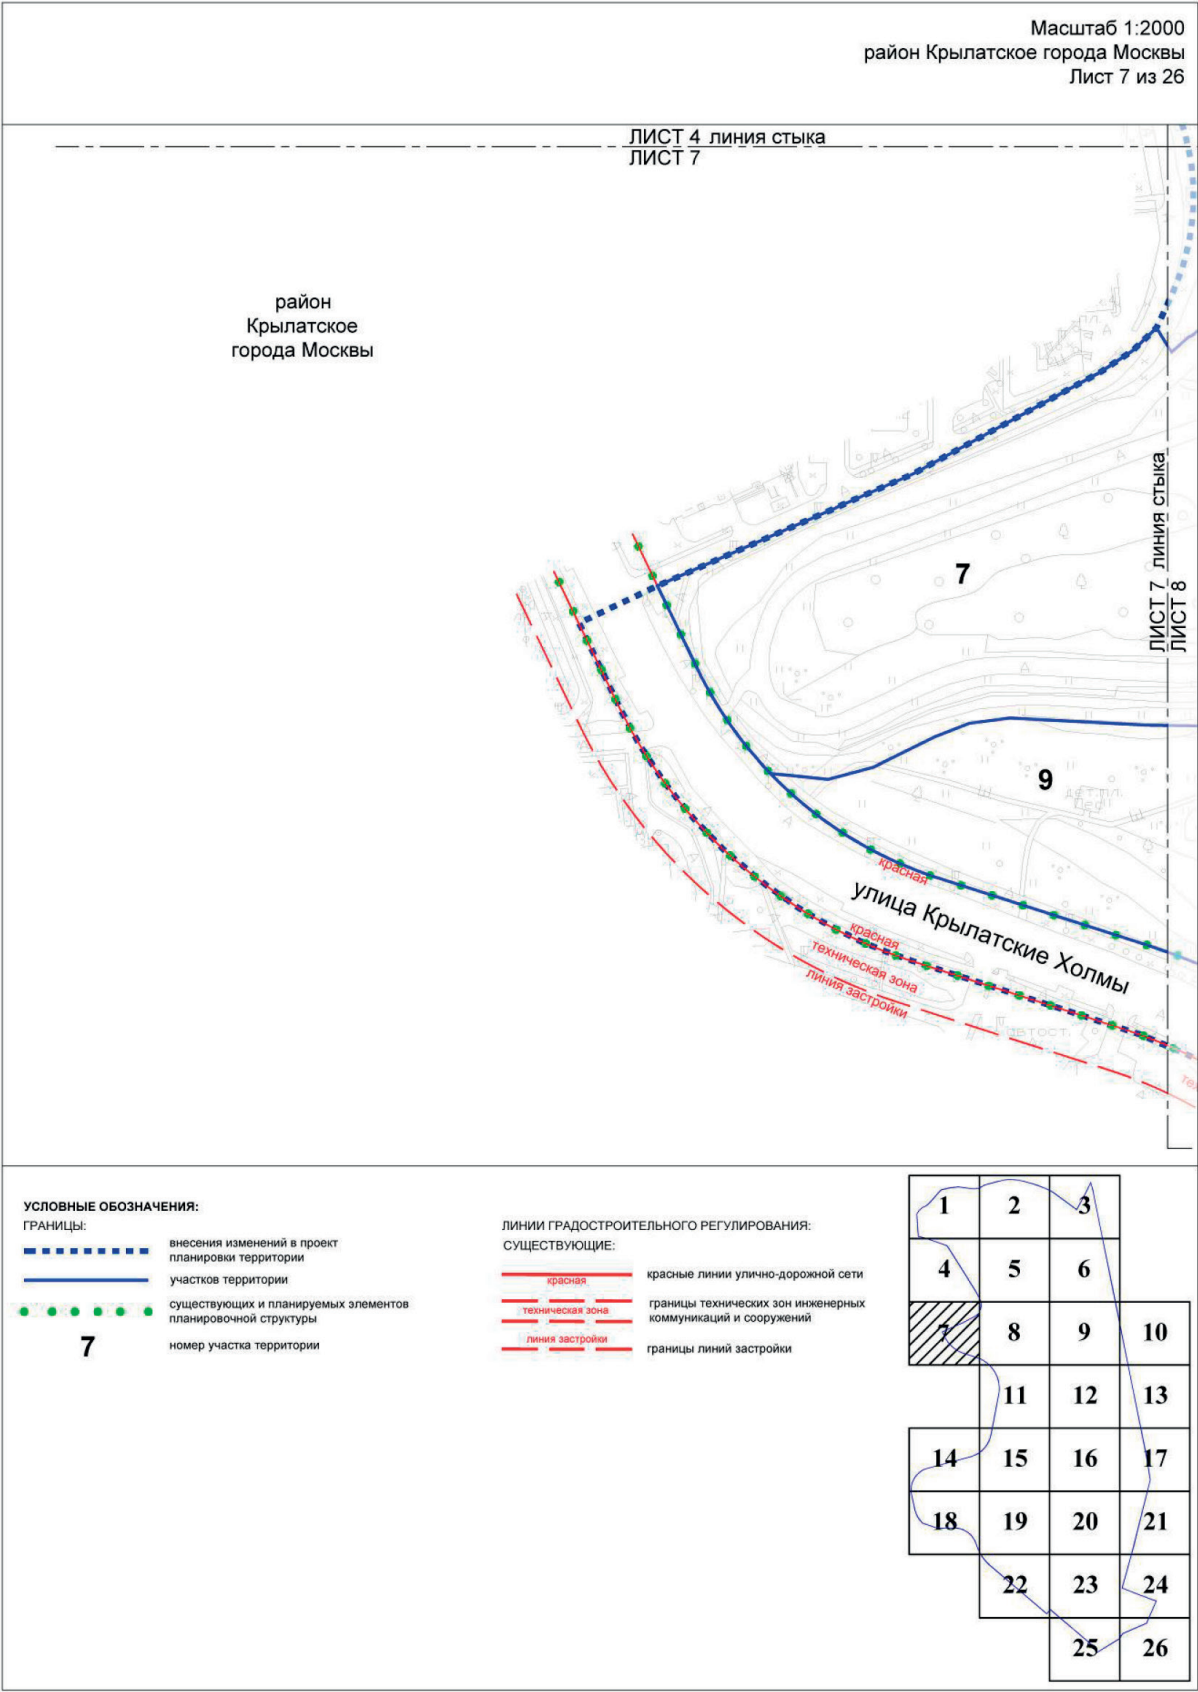 Масштаб 1:2000
район Крылатское города Москвы
Лист 7 из 26
ЛИСТ 4 линия стыка
ЛИСТ 7
район
Крылатское
города Москвы
7
ЛИСТ 7 линия стыка
ЛИСТ 8
9
красная
улица Крылатские Холмы
красная
техническая зона
линия застройки
УСЛОВНЫЕ ОБОЗНАЧЕНИЯ:
ГРАНИЦЫ:
внесения изменений в проект
планировки территории
участков территории
существующих и планируемых элементов
планировочной структуры
7
номер участка территории
ЛИНИИ ГРАДОСТРОИТЕЛЬНОГО РЕГУЛИРОВАНИЯ:
СУЩЕСТВУЮЩИЕ:
красная
красные линии улично-дорожной сети
техническая зона
границы технических зон инженерных
коммуникаций и сооружений
линия застройки
границы линий застройки
1 2 3
4 5 6
7 8 9 10
11 12 13
14 15 16 17
18 19 20 21
22 23 24
25 26